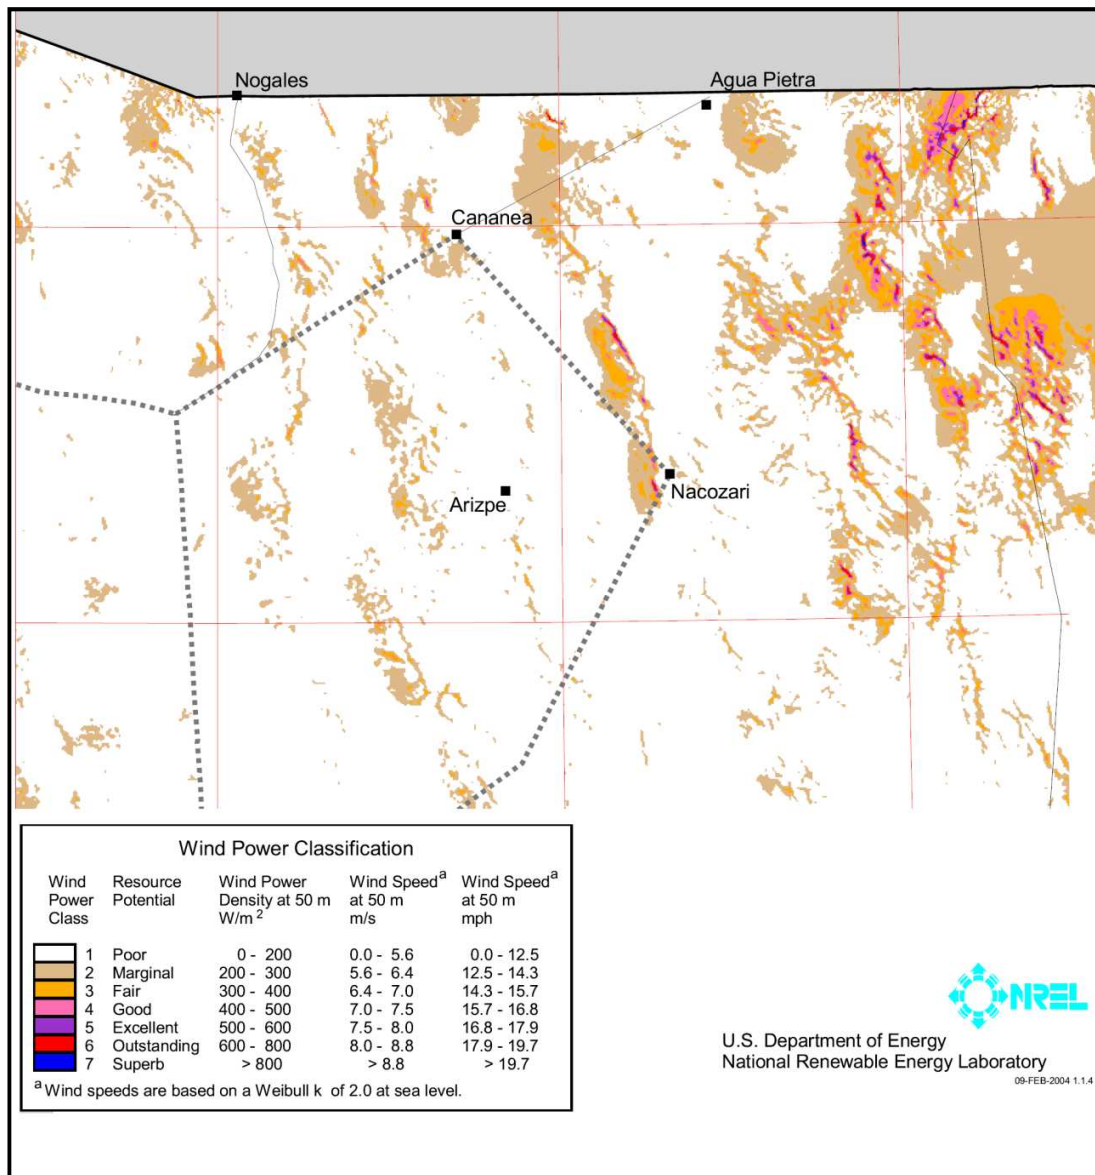 Nogales
Agua Pietra
Cananea
Nacozari
Arizpe
Wind Power Classification
Wind Power Class
Resource Potential
Wind Power Density at 50 m W/m 2
Wind Speed a at 50 m m/s
Wind Speed a at 50 m mph
1 Poor 0 - 200 0.0 - 5.6 0.0 - 12.5
2 Marginal 200 - 300 5.6 - 6.4 12.5 - 14.3
3 Fair 300 - 400 6.4 - 7.0 14.3 - 15.7
4 Good 400 - 500 7.0 - 7.5 15.7 - 16.8
5 Excellent 500 - 600 7.5 - 8.0 16.8 - 17.9
6 Outstanding 600 - 800 8.0 - 8.8 17.9 - 19.7
7 Superb > 800 > 8.8 > 19.7
a Wind speeds are based on a Weibull k of 2.0 at sea level.
NREL
U.S. Department of Energy
National Renewable Energy Laboratory
09-FEB-2004 1.1.4